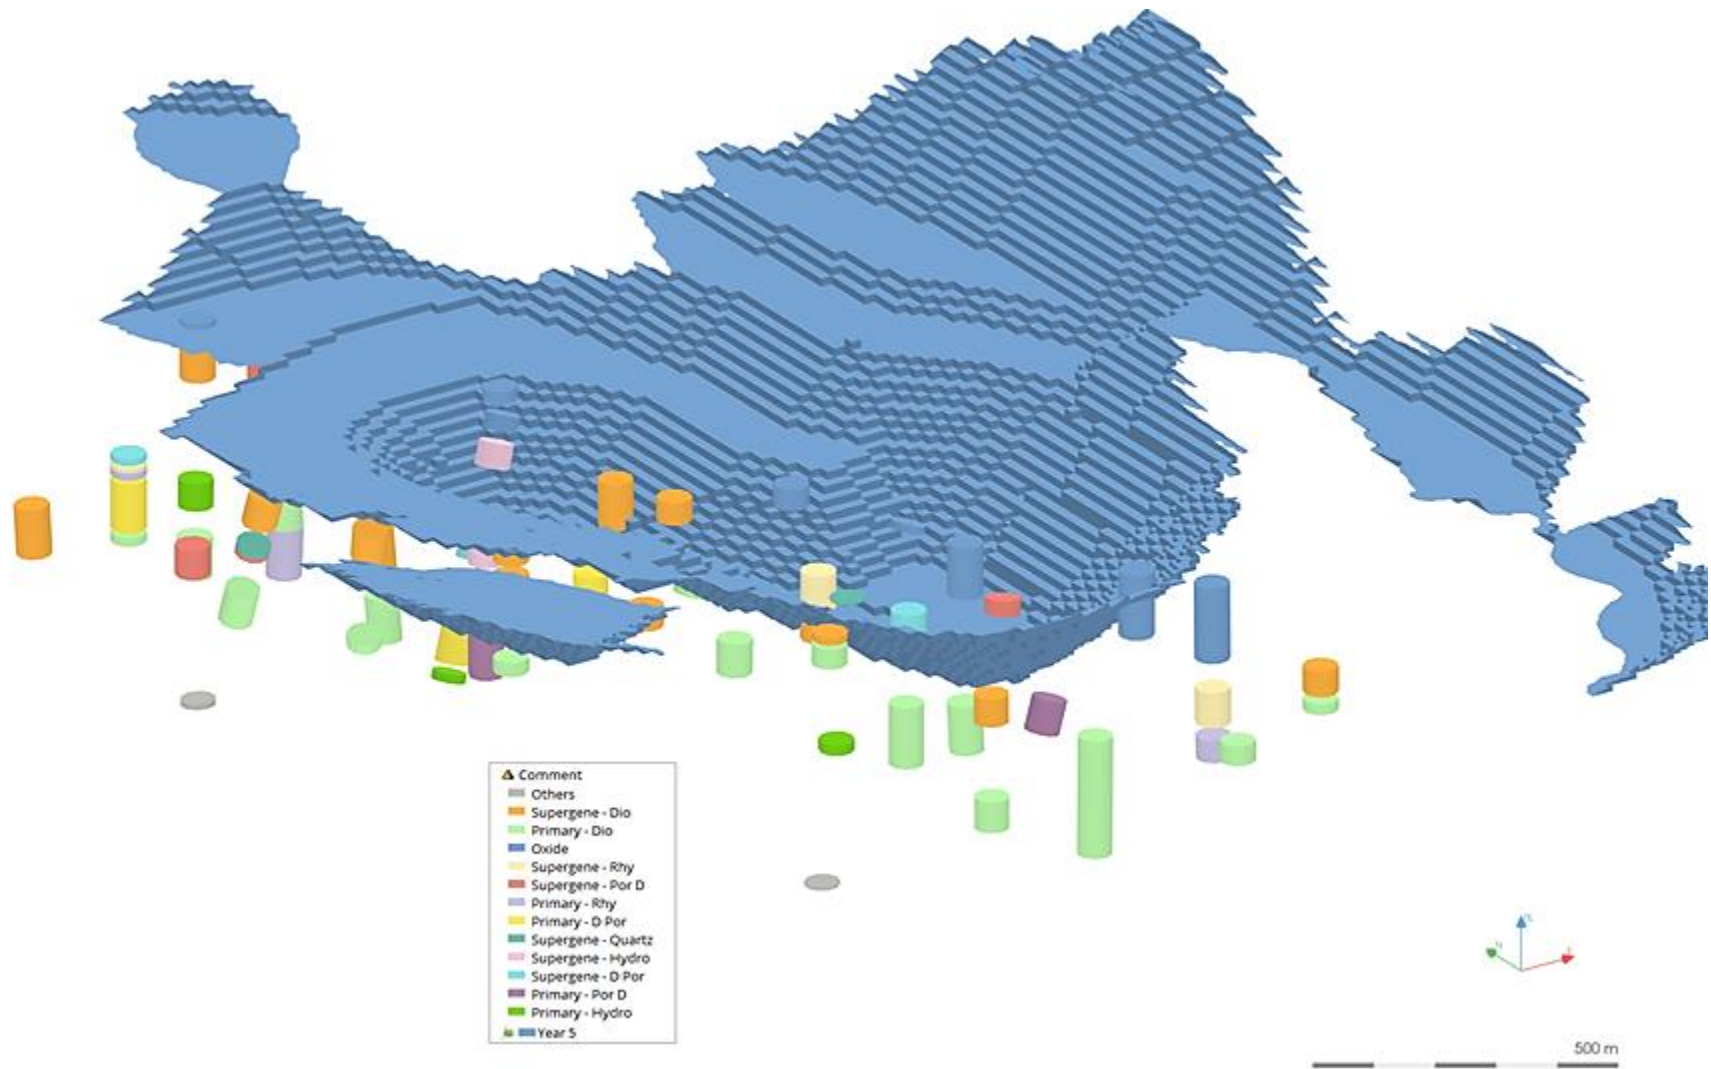 Comment
Others
Supergene - Dio
Primary - Dio
Oxide
Supergene - Rhy
Supergene - Por D
Primary - Rhy
Primary - D Por
Supergene - Quartz
Supergene - Hydro
Supergene - D Por
Primary - Por D
Primary - Hydro
Year 5
500 m